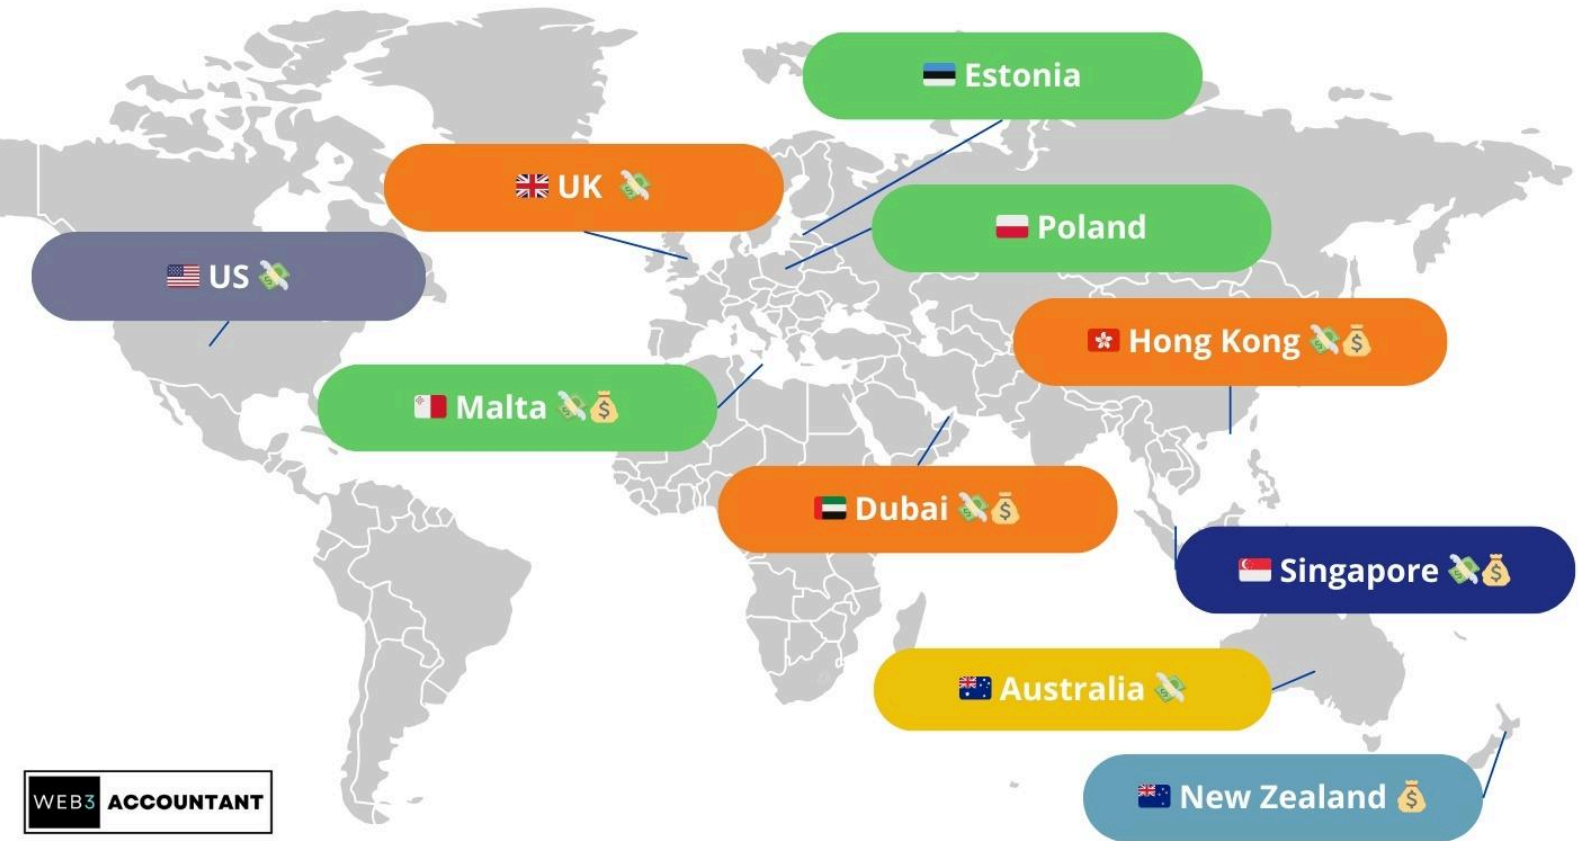 Estonia
UK
Poland
US
Hong Kong
Malta
Dubai
Singapore
Australia
New Zealand
WEB3 ACCOUNTANT